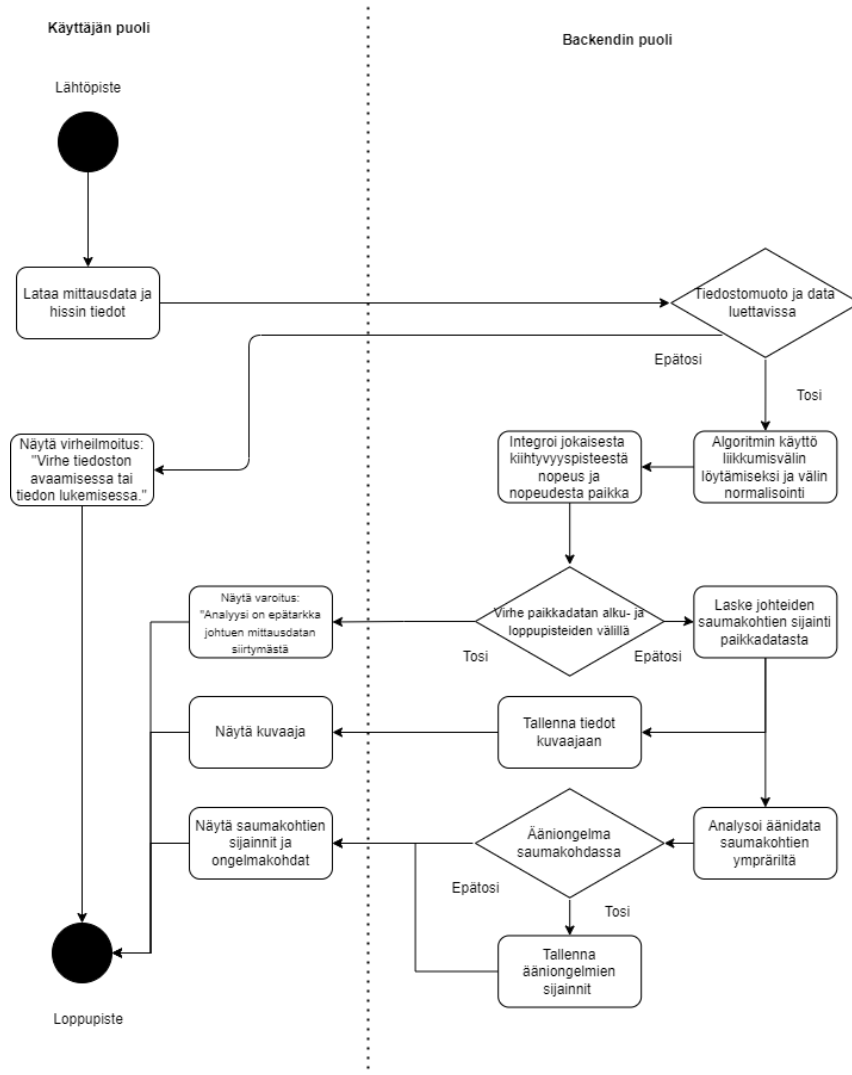 Käyttäjän puoli
Backendin puoli
Lähtöpiste
Lataa mittausdata ja
hissin tiedot
Tiedostomuoto ja data
luettavissa
Epätosi
Tosi
Näytä virheilmoitus:
"Virhe tiedoston
avaamisessa tai
tiedon lukemisessa."
Integroi jokaisesta
kiihtyvyyspisteestä
nopeus ja
nopeudesta paikka
Algoritmin käyttö
liikkumisvälin
löytämiseksi ja välin
normalisointi
Näytä varoitus:
"Analyysi on epätarkka
johtuen mittausdatan
siirtymästä
Virhe paikkadatan alku- ja
loppupisteiden välillä
Tosi
Epätosi
Laske johteiden
saumakohtien sijainti
paikkadatasta
Näytä kuvaaja
Tallenna tiedot
kuvaajaan
Näytä saumakohtien
sijainnit ja
ongelmakohdat
Ääniongelma
saumakohdassa
Epätosi
Tosi
Analysoi äänidata
saumakohtien
ympräriltä
Tallenna
ääniongelmien
sijainnit
Loppupiste